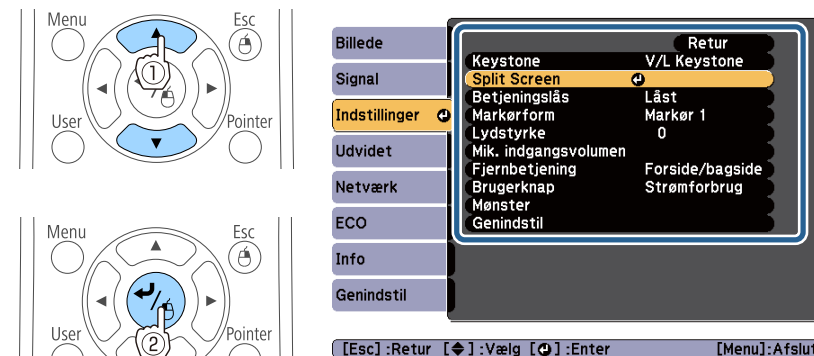 Menu Esc
1
User Pointer
Menu Esc
2
User Pointer
Billede
Signal
Indstillinger
Udvidet
Netværk
ECO
Info
Genindstil
Retur
Keystone V/L Keystone
Split Screen
Betjeningslås Låst
Markørform Markør 1
Lydstyrke 0
Mik. indgangsvolumen
Fjernbetjening Forside/bagside
Brugerknap Strømforbrug
Mønster
Genindstil
[Esc] :Retur [◆] :Vælg [⏎] :Enter [Menu]:Afslut